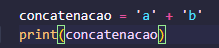 concatenacao = 'a' + 'b'
print(concatenacao)